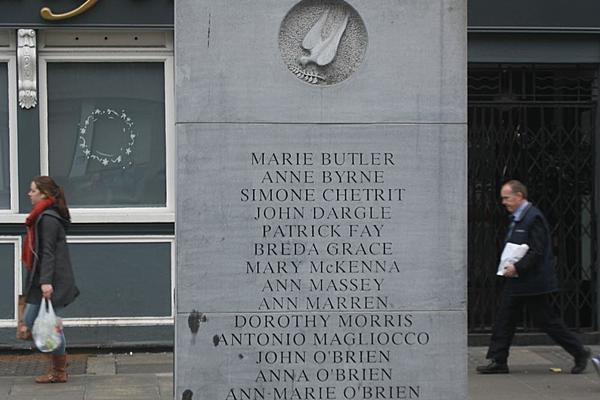 MARIE BUTLER
ANNE BYRNE
SIMONE CHETRIT
JOHN DARGLE
PATRICK FAY
BREDA GRACE
MARY McKENNA
ANN MASSEY
ANN MARREN
DOROTHY MORRIS
ANTONIO MAGLIOCCO
JOHN O'BRIEN
ANNA O'BRIEN
ANN-MARIE O'BRIEN